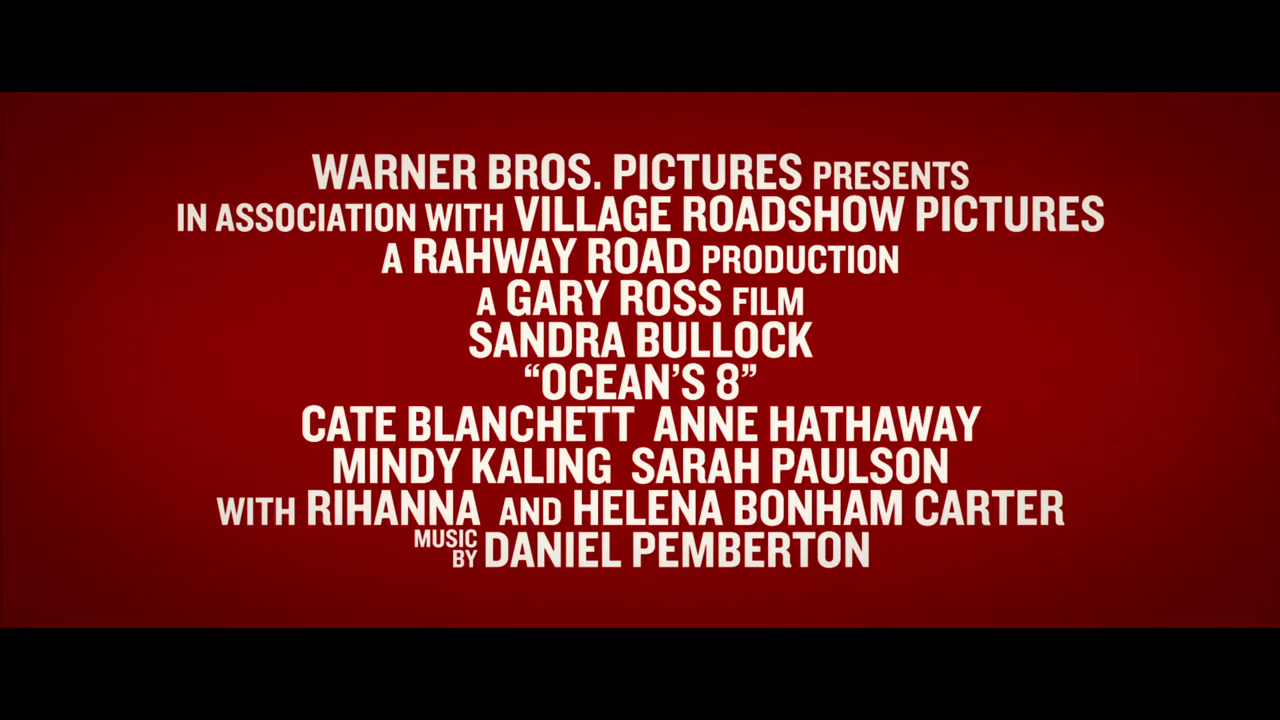 WARNER BROS. PICTURES PRESENTS
IN ASSOCIATION WITH VILLAGE ROADSHOW PICTURES
A RAHWAY ROAD PRODUCTION
A GARY ROSS FILM
SANDRA BULLOCK
“OCEAN’S 8”
CATE BLANCHETT ANNE HATHAWAY
MINDY KALING SARAH PAULSON
WITH RIHANNA AND HELENA BONHAM CARTER
MUSIC BY DANIEL PEMBERTON